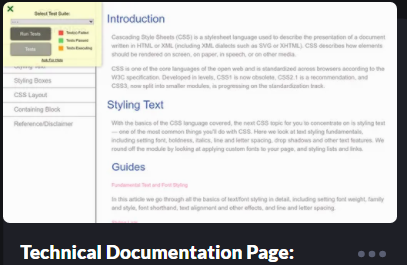 Select Test Suite:
Run Tests
Tests
Test(s) Failed
Test(s) Passed
Test(s) Executing
Styling Text
Styling Boxes
CSS Layout
Containing Block
Reference/Disclaimer
Introduction
Cascading Style Sheets (CSS) is a stylesheet language used to describe the presentation of a document
written in HTML or XML (including XML dialects such as SVG or XHTML). CSS describes how elements
should be rendered on screen, on paper, in speech, or on other media.
CSS is one of the core languages of the open web and is standardized across browsers according to the
W3C specification. Developed in levels, CSS1 is now obsolete, CSS2.1 is a recommendation, and
CSS3, now split into smaller modules, is progressing on the standardization track.
Styling Text
With the basics of the CSS language covered, the next CSS topic for you to concentrate on is styling text
— one of the most common things you'll do with CSS. Here we look at text styling fundamentals,
including setting font, boldness, italics, line and letter spacing, drop shadows and other text features. We
round off the module by looking at applying custom fonts to your page, and styling lists and links.
Guides
Fundamental Text and Font Styling
In this article we go through all the basics of text/font styling in detail, including setting font weight, family
and style, font shorthand, text alignment and other effects, and line and letter spacing.
Technical Documentation Page: